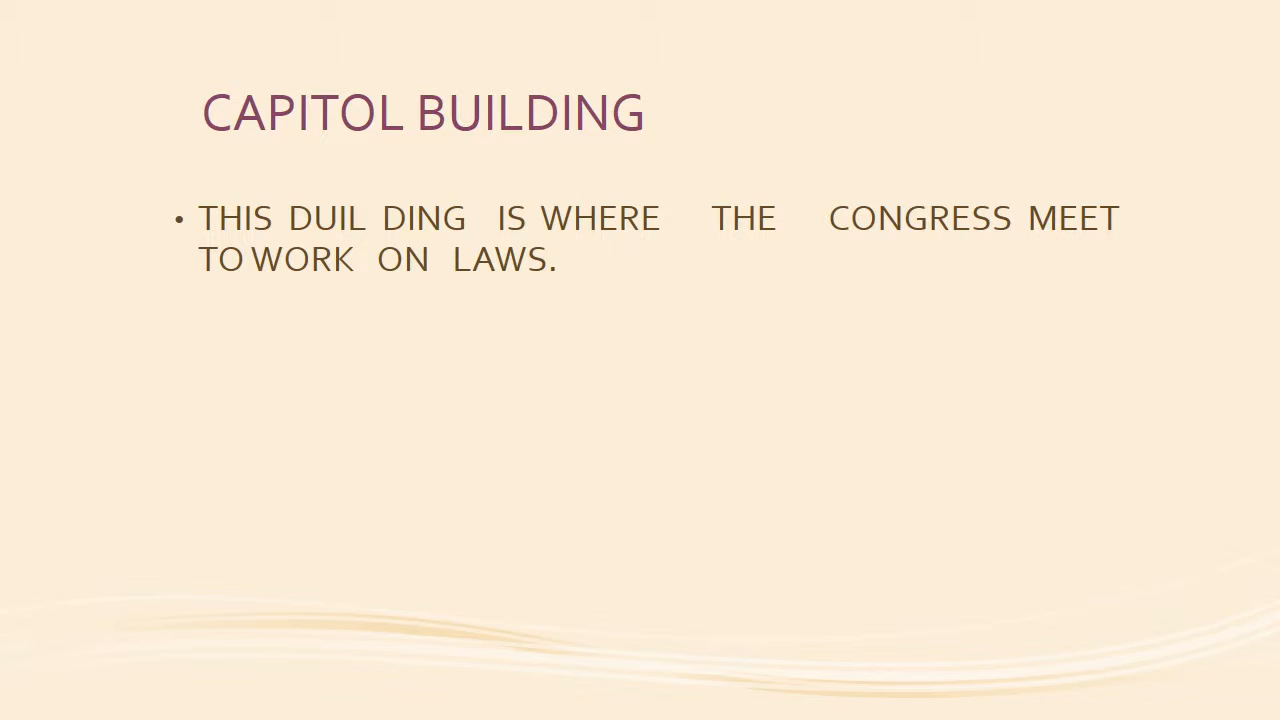 CAPITOL BUILDING
• THIS DUIL DING IS WHERE THE CONGRESS MEET
TO WORK ON LAWS.